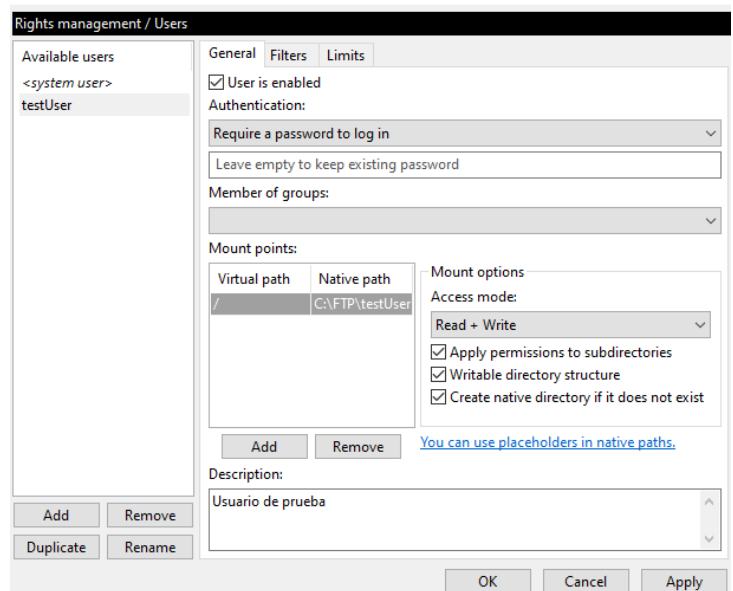 Rights management / Users
Available users
<system user>
testUser
Add
Remove
Duplicate
Rename
General
Filters
Limits
User is enabled
Authentication:
Require a password to log in
Leave empty to keep existing password
Member of groups:
Mount points:
Virtual path
Native path
/
C:\FTP\testUser
Add
Remove
Mount options
Access mode:
Read + Write
Apply permissions to subdirectories
Writable directory structure
Create native directory if it does not exist
You can use placeholders in native paths.
Description:
Usuario de prueba
OK
Cancel
Apply